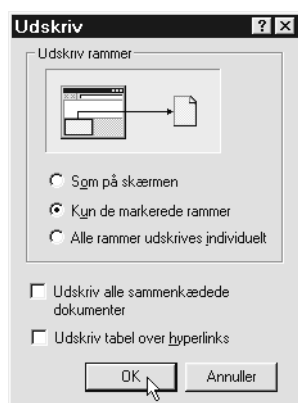 Udskriv
Udskriv rammer
Som på skærmen
Kun de markerede rammer
Alle rammer udskrives individuelt
Udskriv alle sammenkædede
dokumenter
Udskriv tabel over hyperlinks
OK
Annuller